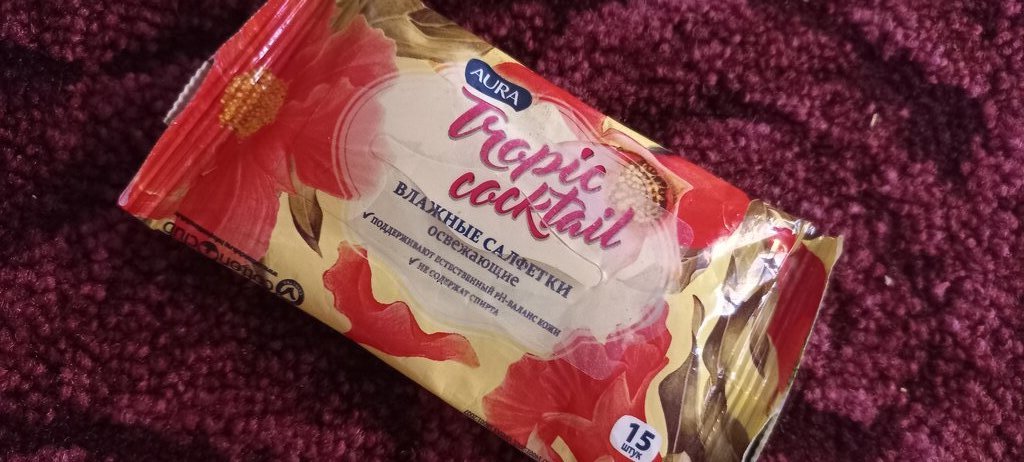 AURA
Tropic
cocktail
ВЛАЖНЫЕ САЛФЕТКИ
освежающие
✓ ПОДДЕРЖИВАЮТ ЕСТЕСТВЕННЫЙ pH-БАЛАНС КОЖИ
✓ НЕ СОДЕРЖАТ СПИРТА
15
штук